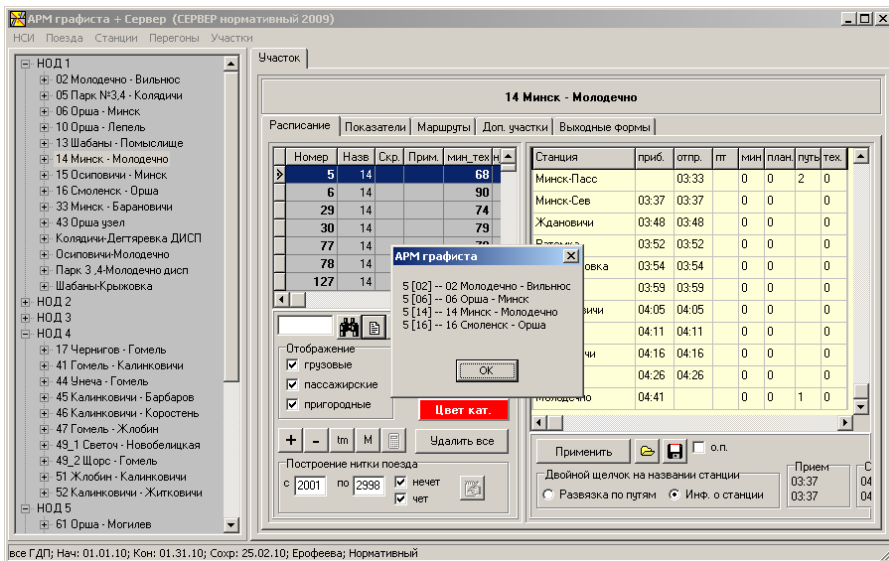 АРМ графиста + Сервер (СЕРВЕР нормативный 2009)
НСИ Поезда Станции Перегоны Участки
НОД 1
02 Молодечно - Вильнюс
05 Парк №3,4 - Колядичи
06 Орша - Минск
10 Орша - Лепель
13 Шабаны - Помыслище
14 Минск - Молодечно
15 Осиповичи - Минск
16 Смоленск - Орша
33 Минск - Барановичи
43 Орша узел
Колядичи-Дегтяревка ДИСП
Осиповичи-Молодечно
Парк 3 ,4-Молодечно дисп
Шабаны-Крыжовка
НОД 2
НОД 3
НОД 4
17 Чернигов - Гомель
41 Гомель - Калинковичи
44 Унеча - Гомель
45 Калинковичи - Барбаров
46 Калинковичи - Коростень
47 Гомель - Жлобин
49_1 Светоч - Новобелицкая
49_2 Щорс - Гомель
51 Жлобин - Калинковичи
52 Калинковичи - Житковичи
НОД 5
61 Орша - Могилев
Участок
14 Минск - Молодечно
Расписание Показатели Маршруты Доп. участки Выходные формы
Номер Назв Скр. Прим. мин_тех н
5 14 68
6 14 90
29 14 74
30 14 79
77 14
78 14
127 14
Отображение
грузовые
пассажирские
пригородные
Цвет кат.
+ - tm М Удалить все
Построение нитки поезда
с 2001 по 2998 нечет
чет
Станция приб. отпр. пт мин план. путь тех.
Минск-Пасс 03:33 0 0 2 0
Минск-Сев 03:37 03:37 0 0 0
Ждановичи 03:48 03:48 0 0 0
03:52 03:52 0 0 0
овка 03:54 03:54 0 0 0
03:59 03:59 0 0 0
вичи 04:05 04:05 0 0 0
04:11 04:11 0 0 0
чи 04:16 04:16 0 0 0
04:26 04:26 0 0 0
Молодечно 04:41 0 0 1 0
АРМ графиста
5 [02] -- 02 Молодечно - Вильнюс
5 [06] -- 06 Орша - Минск
5 [14] -- 14 Минск - Молодечно
5 [16] -- 16 Смоленск - Орша
OK
Применить о.п.
Двойной щелчок на названии станции
Развязка по путям Инф. о станции
Прием
03:37
03:37
С
04
04
все ГДП; Нач: 01.01.10; Кон: 01.31.10; Сохр: 25.02.10; Ерофеева; Нормативный